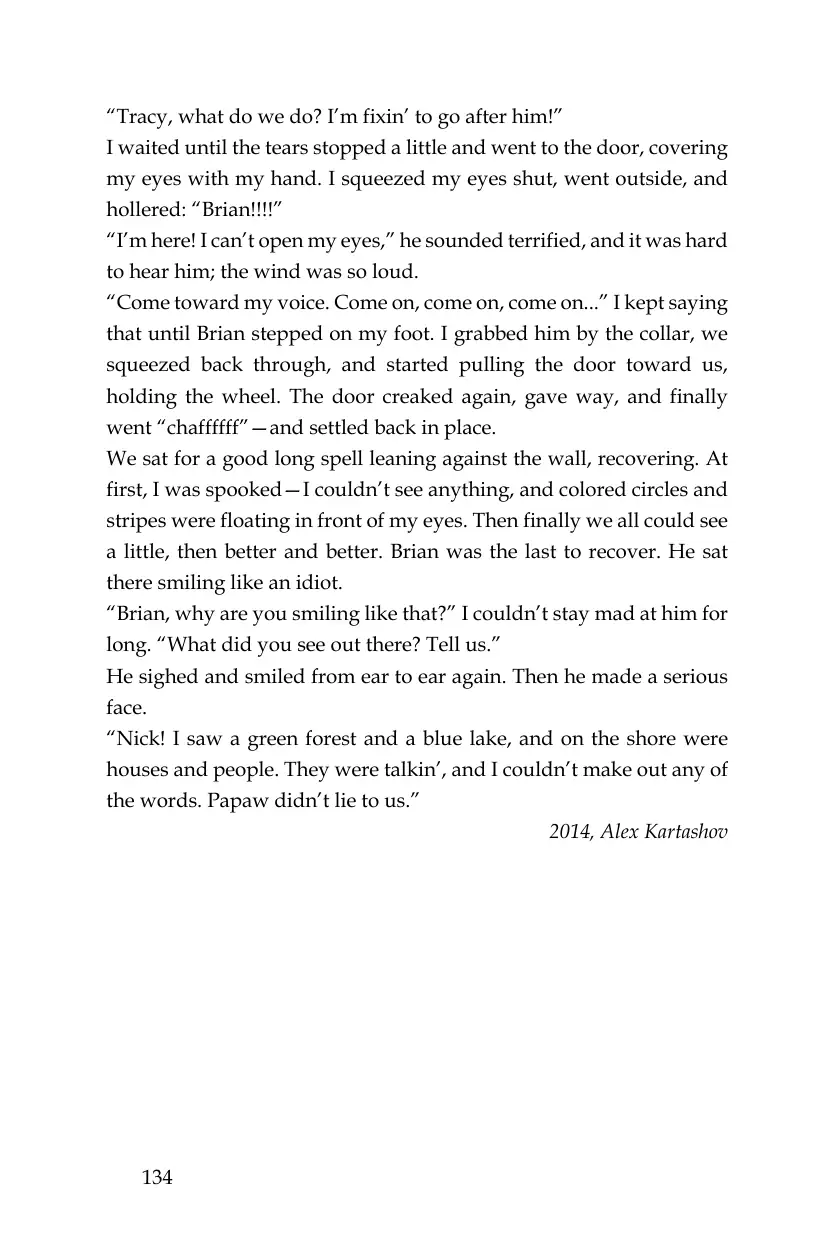 “Tracy, what do we do? I’m fixin’ to go after him!”
I waited until the tears stopped a little and went to the door, covering
my eyes with my hand. I squeezed my eyes shut, went outside, and
hollered: “Brian!!!!”
“I’m here! I can’t open my eyes,” he sounded terrified, and it was hard
to hear him; the wind was so loud.
“Come toward my voice. Come on, come on, come on...” I kept saying
that until Brian stepped on my foot. I grabbed him by the collar, we
squeezed back through, and started pulling the door toward us,
holding the wheel. The door creaked again, gave way, and finally
went “chaffffff”—and settled back in place.
We sat for a good long spell leaning against the wall, recovering. At
first, I was spooked—I couldn’t see anything, and colored circles and
stripes were floating in front of my eyes. Then finally we all could see
a little, then better and better. Brian was the last to recover. He sat
there smiling like an idiot.
“Brian, why are you smiling like that?” I couldn’t stay mad at him for
long. “What did you see out there? Tell us.”
He sighed and smiled from ear to ear again. Then he made a serious
face.
“Nick! I saw a green forest and a blue lake, and on the shore were
houses and people. They were talkin’, and I couldn’t make out any of
the words. Papaw didn’t lie to us.”
2014, Alex Kartashov
134